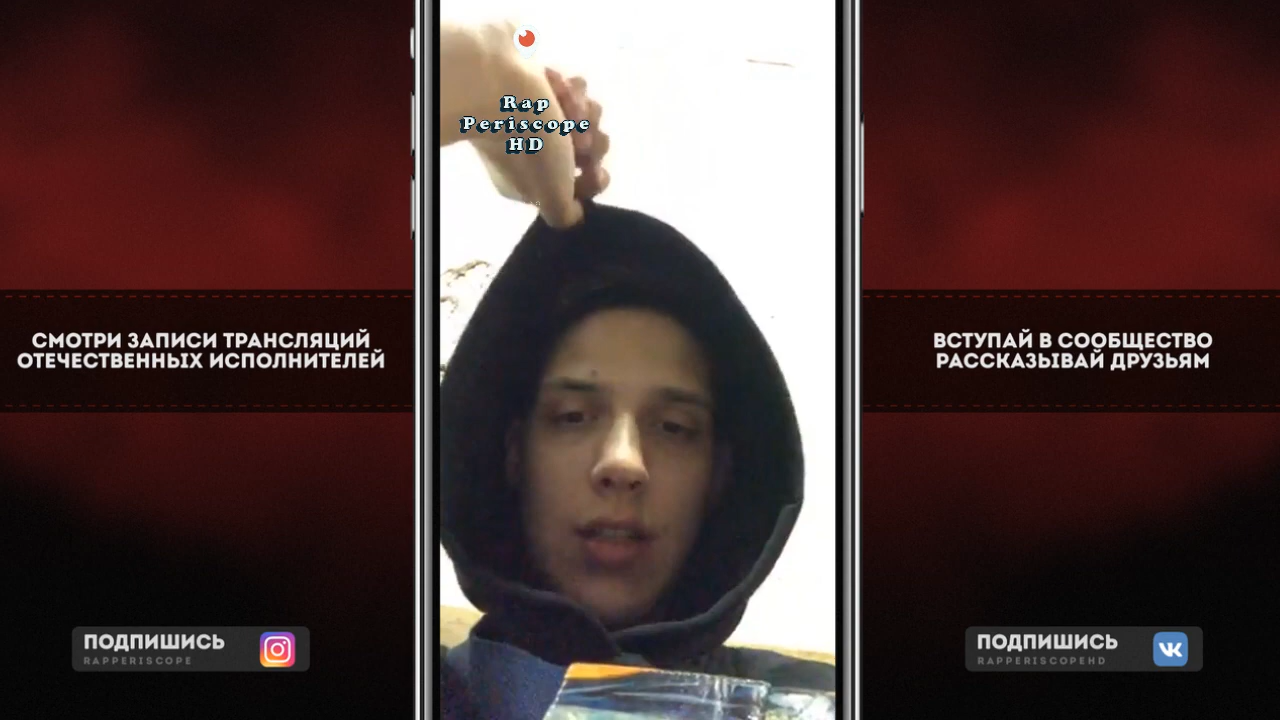 Rap
Periscope
HD
СМОТРИ ЗАПИСИ ТРАНСЛЯЦИЙ
ОТЕЧЕСТВЕННЫХ ИСПОЛНИТЕЛЕЙ
ВСТУПАЙ В СООБЩЕСТВО
РАССКАЗЫВАЙ ДРУЗЬЯМ
ПОДПИШИСЬ
RAPPERISCOPE
ПОДПИШИСЬ
RAPPERISCOPEHD